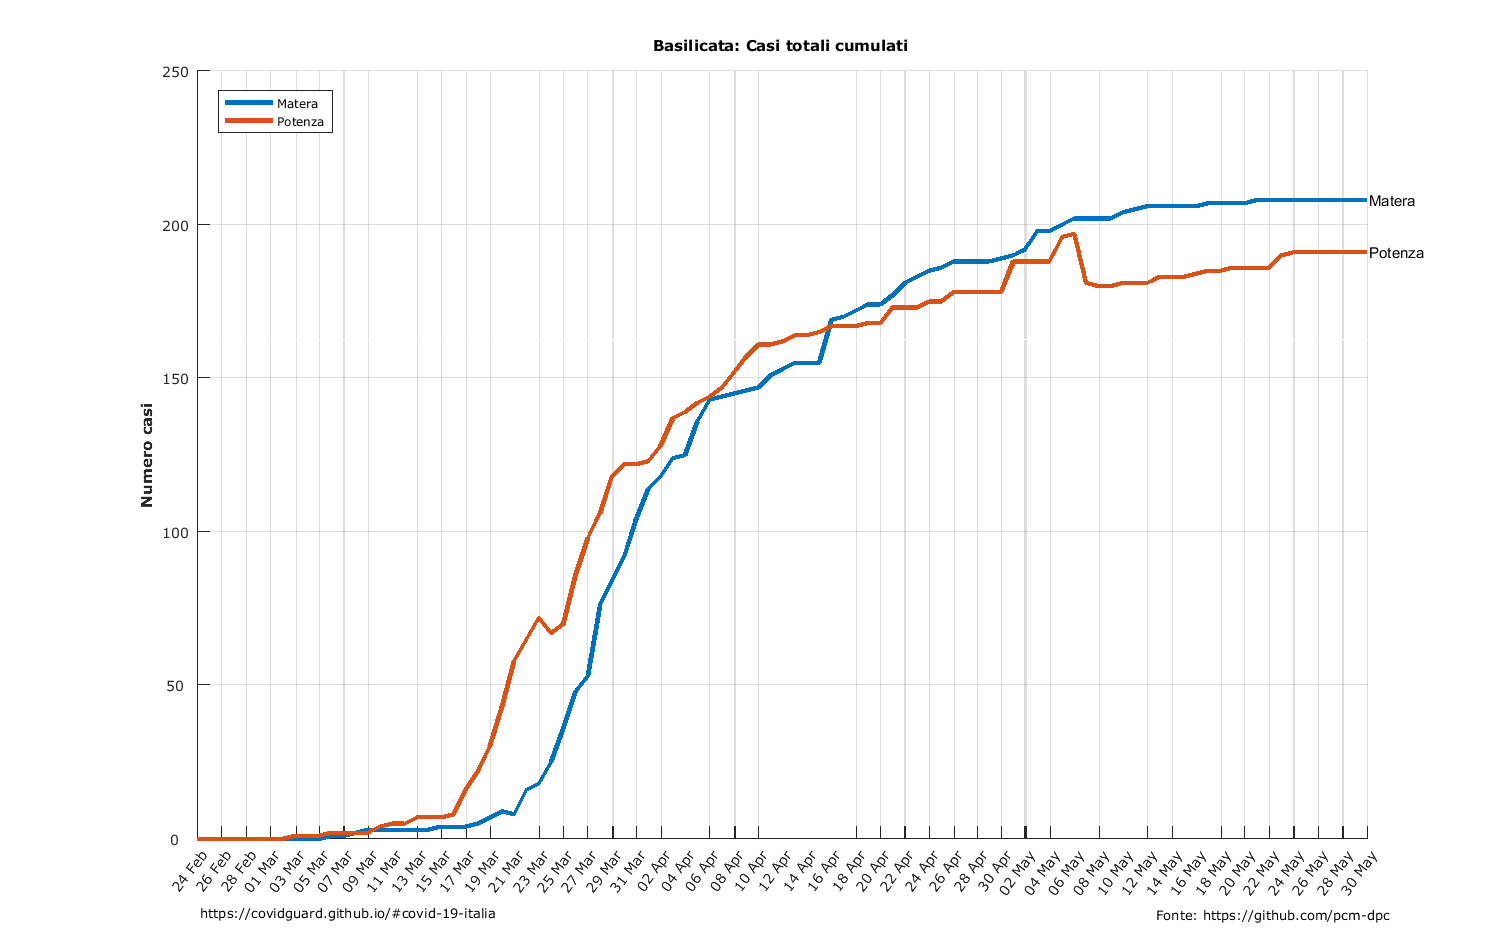 Basilicata: Casi totali cumulati
250
200
150
100
50
0
Numero casi
Matera
Potenza
Matera
Potenza
24 Feb
26 Feb
28 Feb
01 Mar
03 Mar
05 Mar
07 Mar
09 Mar
11 Mar
13 Mar
15 Mar
17 Mar
19 Mar
21 Mar
23 Mar
25 Mar
27 Mar
29 Mar
31 Mar
02 Apr
04 Apr
06 Apr
08 Apr
10 Apr
12 Apr
14 Apr
16 Apr
18 Apr
20 Apr
22 Apr
24 Apr
26 Apr
28 Apr
30 Apr
02 May
04 May
06 May
08 May
10 May
12 May
14 May
16 May
18 May
20 May
22 May
24 May
26 May
28 May
30 May
https://covidguard.github.io/#covid-19-italia
Fonte: https://github.com/pcm-dpc